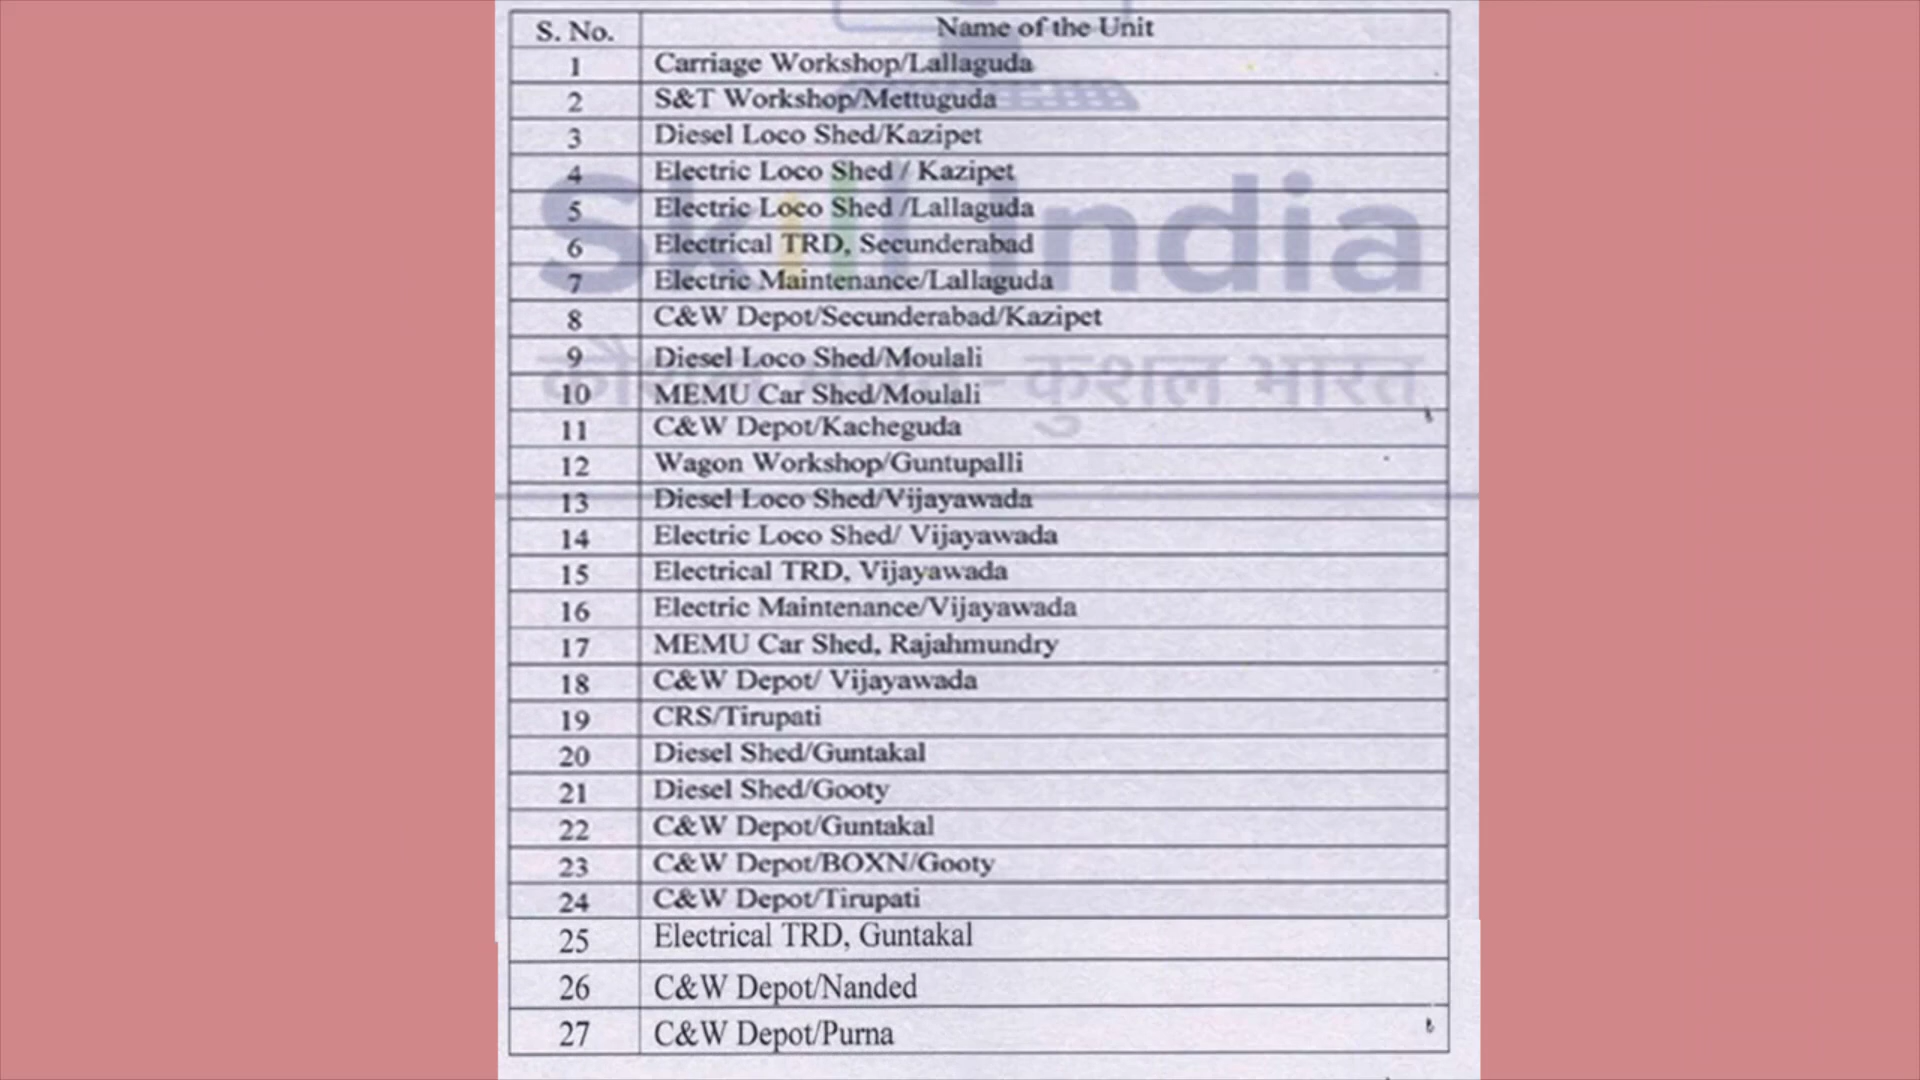 S. No. Name of the Unit
1 Carriage Workshop/Lallaguda
2 S&T Workshop/Mettuguda
3 Diesel Loco Shed/Kazipet
4 Electric Loco Shed / Kazipet
5 Electric Loco Shed /Lallaguda
6 Electrical TRD, Secunderabad
7 Electric Maintenance/Lallaguda
8 C&W Depot/Secunderabad/Kazipet
9 Diesel Loco Shed/Moulali
10 MEMU Car Shed/Moulali
11 C&W Depot/Kacheguda
12 Wagon Workshop/Guntupalli
13 Diesel Loco Shed/Vijayawada
14 Electric Loco Shed/ Vijayawada
15 Electrical TRD, Vijayawada
16 Electric Maintenance/Vijayawada
17 MEMU Car Shed, Rajahmundry
18 C&W Depot/ Vijayawada
19 CRS/Tirupati
20 Diesel Shed/Guntakal
21 Diesel Shed/Gooty
22 C&W Depot/Guntakal
23 C&W Depot/BOXN/Gooty
24 C&W Depot/Tirupati
25 Electrical TRD, Guntakal
26 C&W Depot/Nanded
27 C&W Depot/Purna
Skill India
कौशल भारत - कुशल भारत